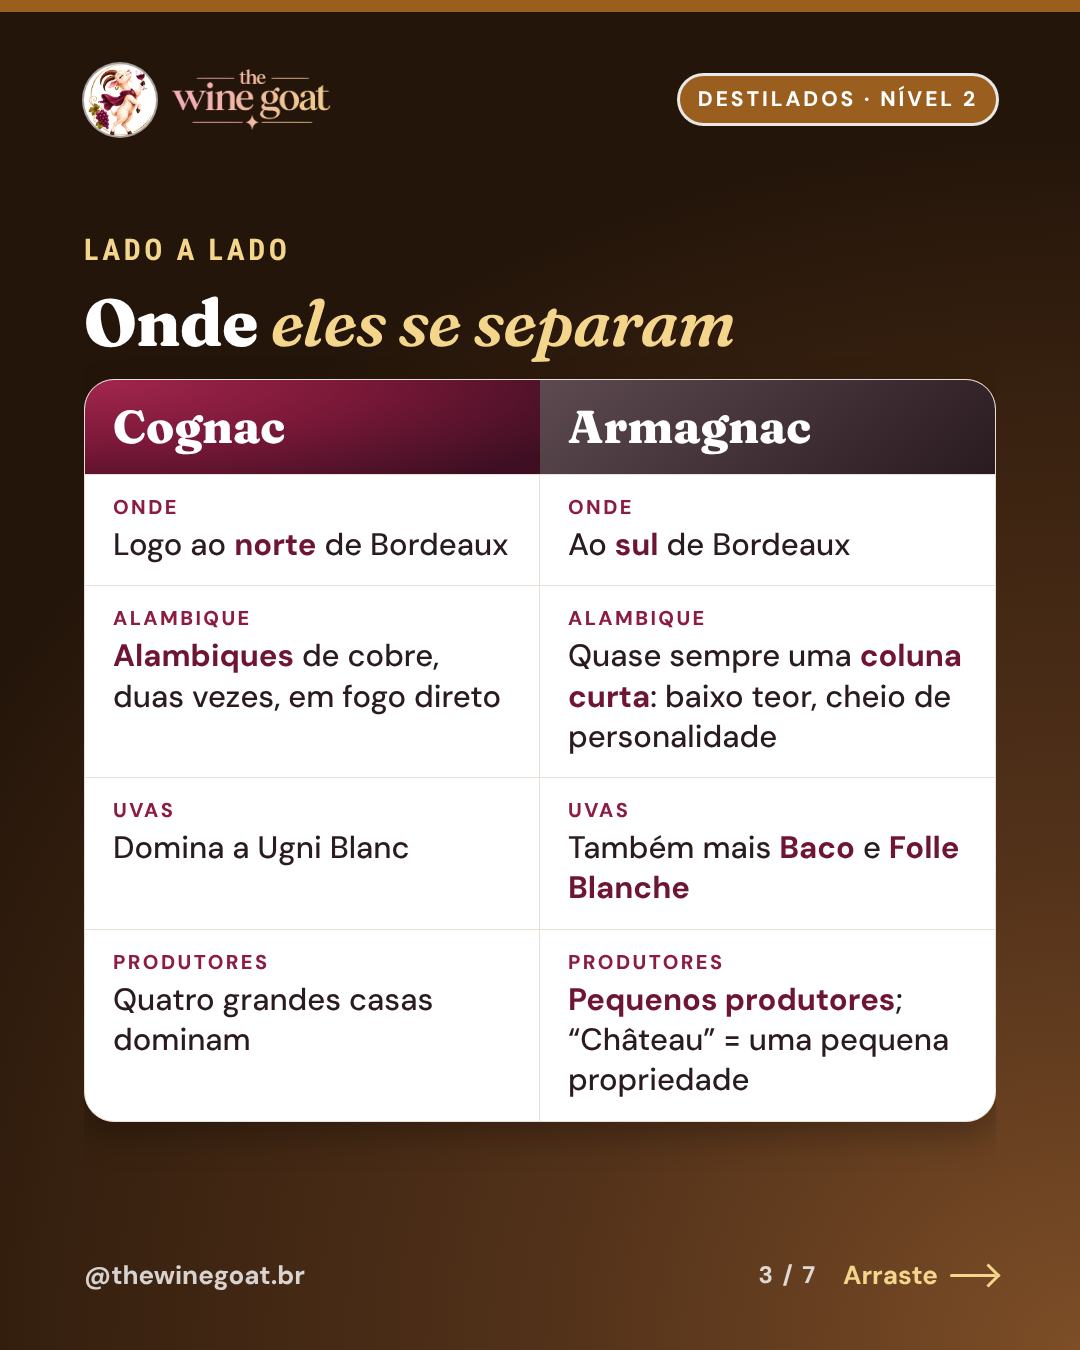 the
wine goat
DESTILADOS · NÍVEL 2
LADO A LADO
Onde eles se separam
Cognac
Armagnac
ONDE
Logo ao norte de Bordeaux
ONDE
Ao sul de Bordeaux
ALAMBIQUE
Alambiques de cobre,
duas vezes, em fogo direto
ALAMBIQUE
Quase sempre uma coluna
curta: baixo teor, cheio de
personalidade
UVAS
Domina a Ugni Blanc
UVAS
Também mais Baco e Folle
Blanche
PRODUTORES
Quatro grandes casas
dominam
PRODUTORES
Pequenos produtores;
“Château” = uma pequena
propriedade
@thewinegoat.br
3 / 7
Arraste